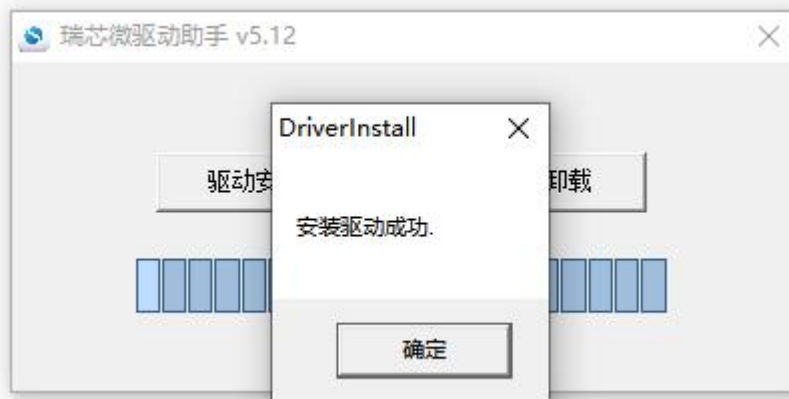 瑞芯微驱动助手 v5.12
DriverInstall
驱动安
卸载
安装驱动成功.
确定